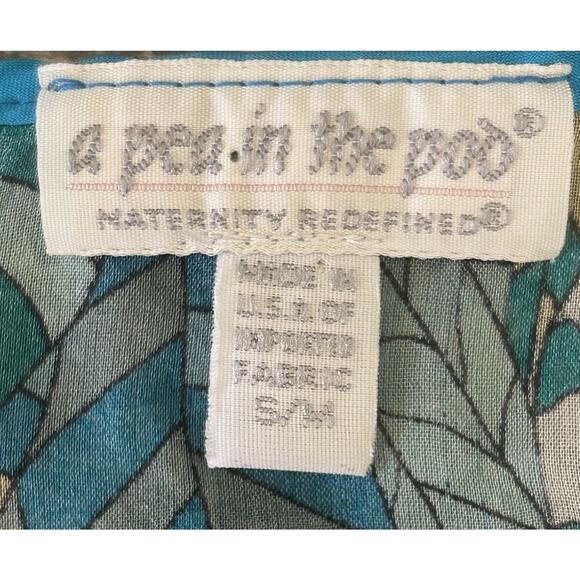 a pea in the pod®
MATERNITY REDEFINED®
MADE IN
U.S.A. OF
IMPORTED
FABRIC
S/M